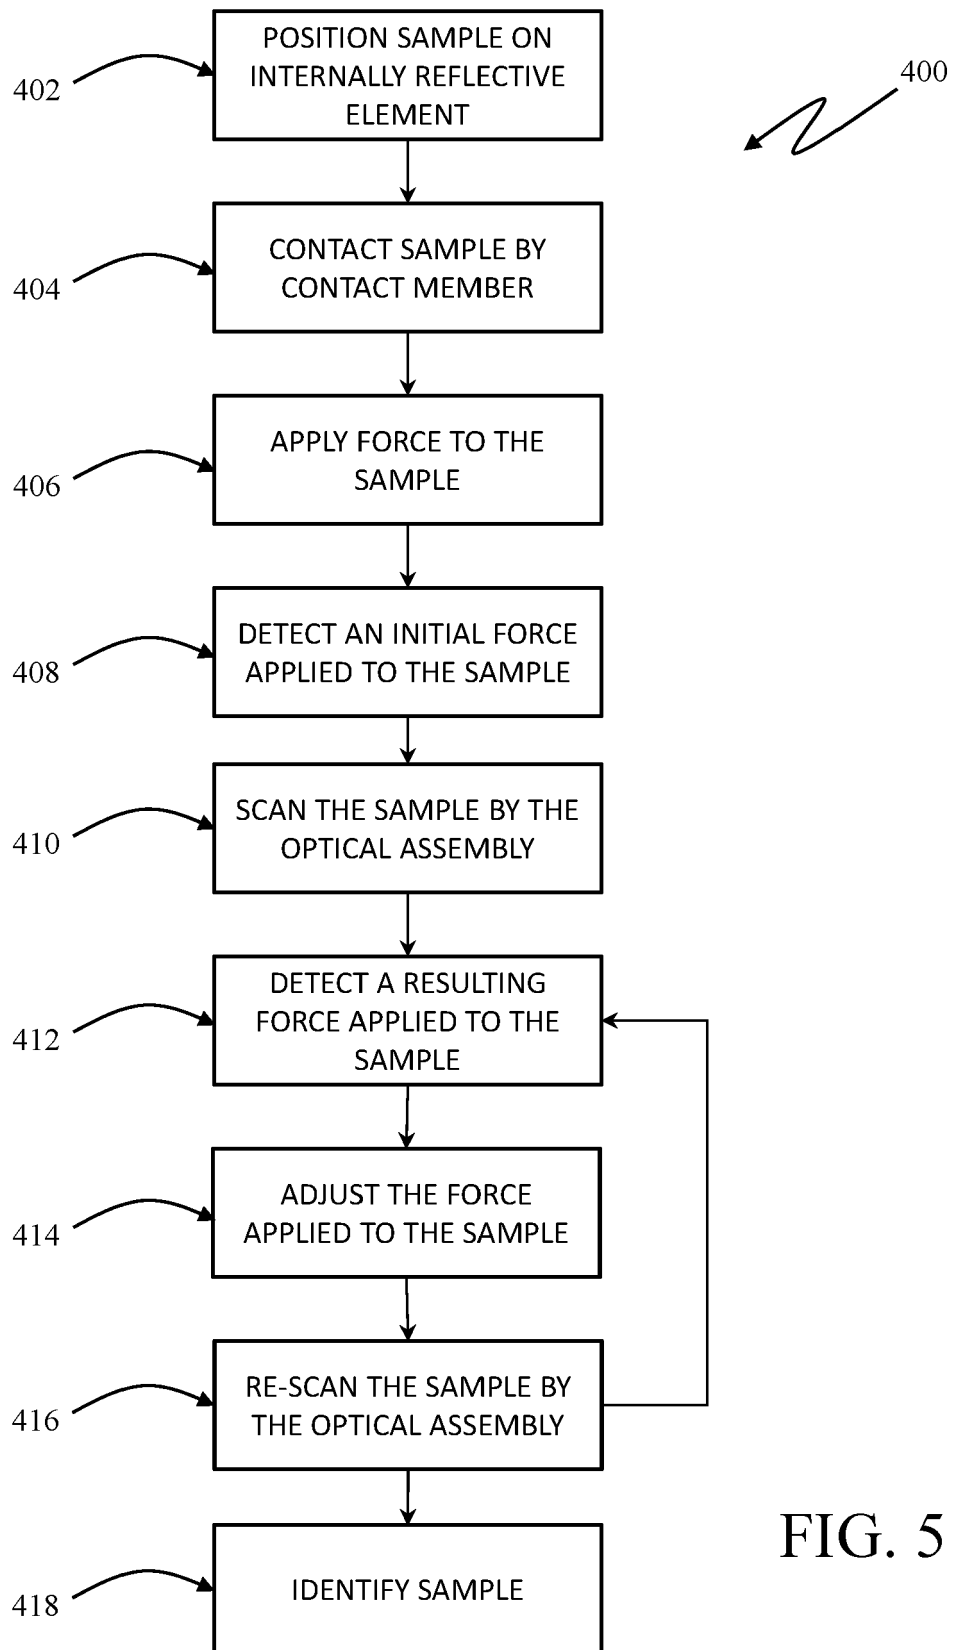 POSITION SAMPLE ON
INTERNALLY REFLECTIVE
ELEMENT
402
400
CONTACT SAMPLE BY
CONTACT MEMBER
404
APPLY FORCE TO THE
SAMPLE
406
DETECT AN INITIAL FORCE
APPLIED TO THE SAMPLE
408
SCAN THE SAMPLE BY THE
OPTICAL ASSEMBLY
410
DETECT A RESULTING
FORCE APPLIED TO THE
SAMPLE
412
ADJUST THE FORCE
APPLIED TO THE SAMPLE
414
RE-SCAN THE SAMPLE BY
THE OPTICAL ASSEMBLY
416
IDENTIFY SAMPLE
418
FIG. 5